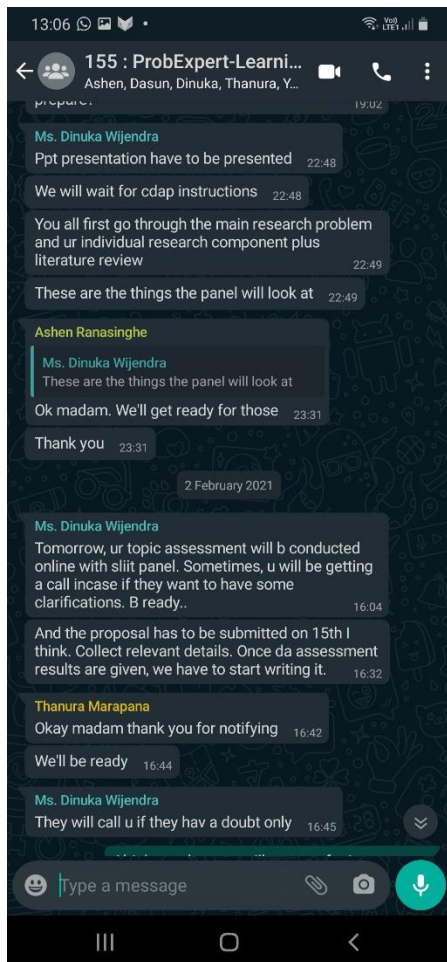 13:06
Vo)) LTE1
155 : ProbExpert-Learni...
Ashen, Dasun, Dinuka, Thanura, Y...
prepare?
19:02
Ms. Dinuka Wijendra
Ppt presentation have to be presented 22:48
We will wait for cdap instructions 22:48
You all first go through the main research problem
and ur individual research component plus
literature review
22:49
These are the things the panel will look at 22:49
Ashen Ranasinghe
Ms. Dinuka Wijendra
These are the things the panel will look at
Ok madam. We'll get ready for those 23:31
Thank you 23:31
2 February 2021
Ms. Dinuka Wijendra
Tomorrow, ur topic assessment will b conducted
online with sliit panel. Sometimes, u will be getting
a call incase if they want to have some
clarifications. B ready..
16:04
And the proposal has to be submitted on 15th I
think. Collect relevant details. Once da assessment
results are given, we have to start writing it. 16:32
Thanura Marapana
Okay madam thank you for notifying 16:42
We'll be ready 16:44
Ms. Dinuka Wijendra
They will call u if they hav a doubt only 16:45
Type a message